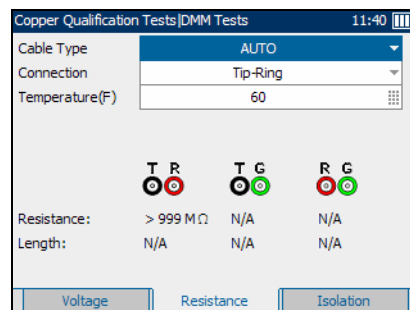 Copper Qualification Tests|DMM Tests 11:40
Cable Type AUTO
Connection Tip-Ring
Temperature(F) 60
T R T G R G
Resistance: > 999 M Ω N/A N/A
Length: N/A N/A N/A
Voltage Resistance Isolation